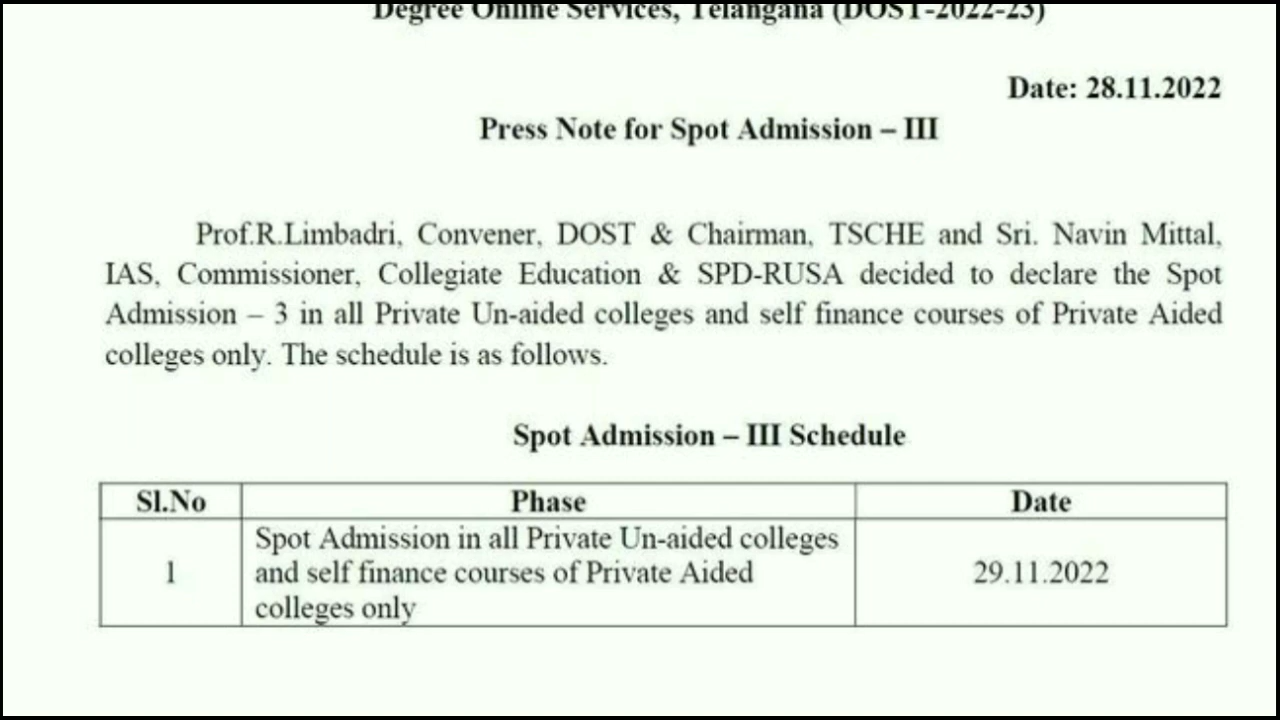 Degree Online Services, Telangana (DOST-2022-23)
Date: 28.11.2022
Press Note for Spot Admission – III
Prof.R.Limbadri, Convener, DOST & Chairman, TSCHE and Sri. Navin Mittal,
IAS, Commissioner, Collegiate Education & SPD-RUSA decided to declare the Spot
Admission – 3 in all Private Un-aided colleges and self finance courses of Private Aided
colleges only. The schedule is as follows.
Spot Admission – III Schedule
Sl.No Phase Date
Spot Admission in all Private Un-aided colleges
1 and self finance courses of Private Aided 29.11.2022
colleges only